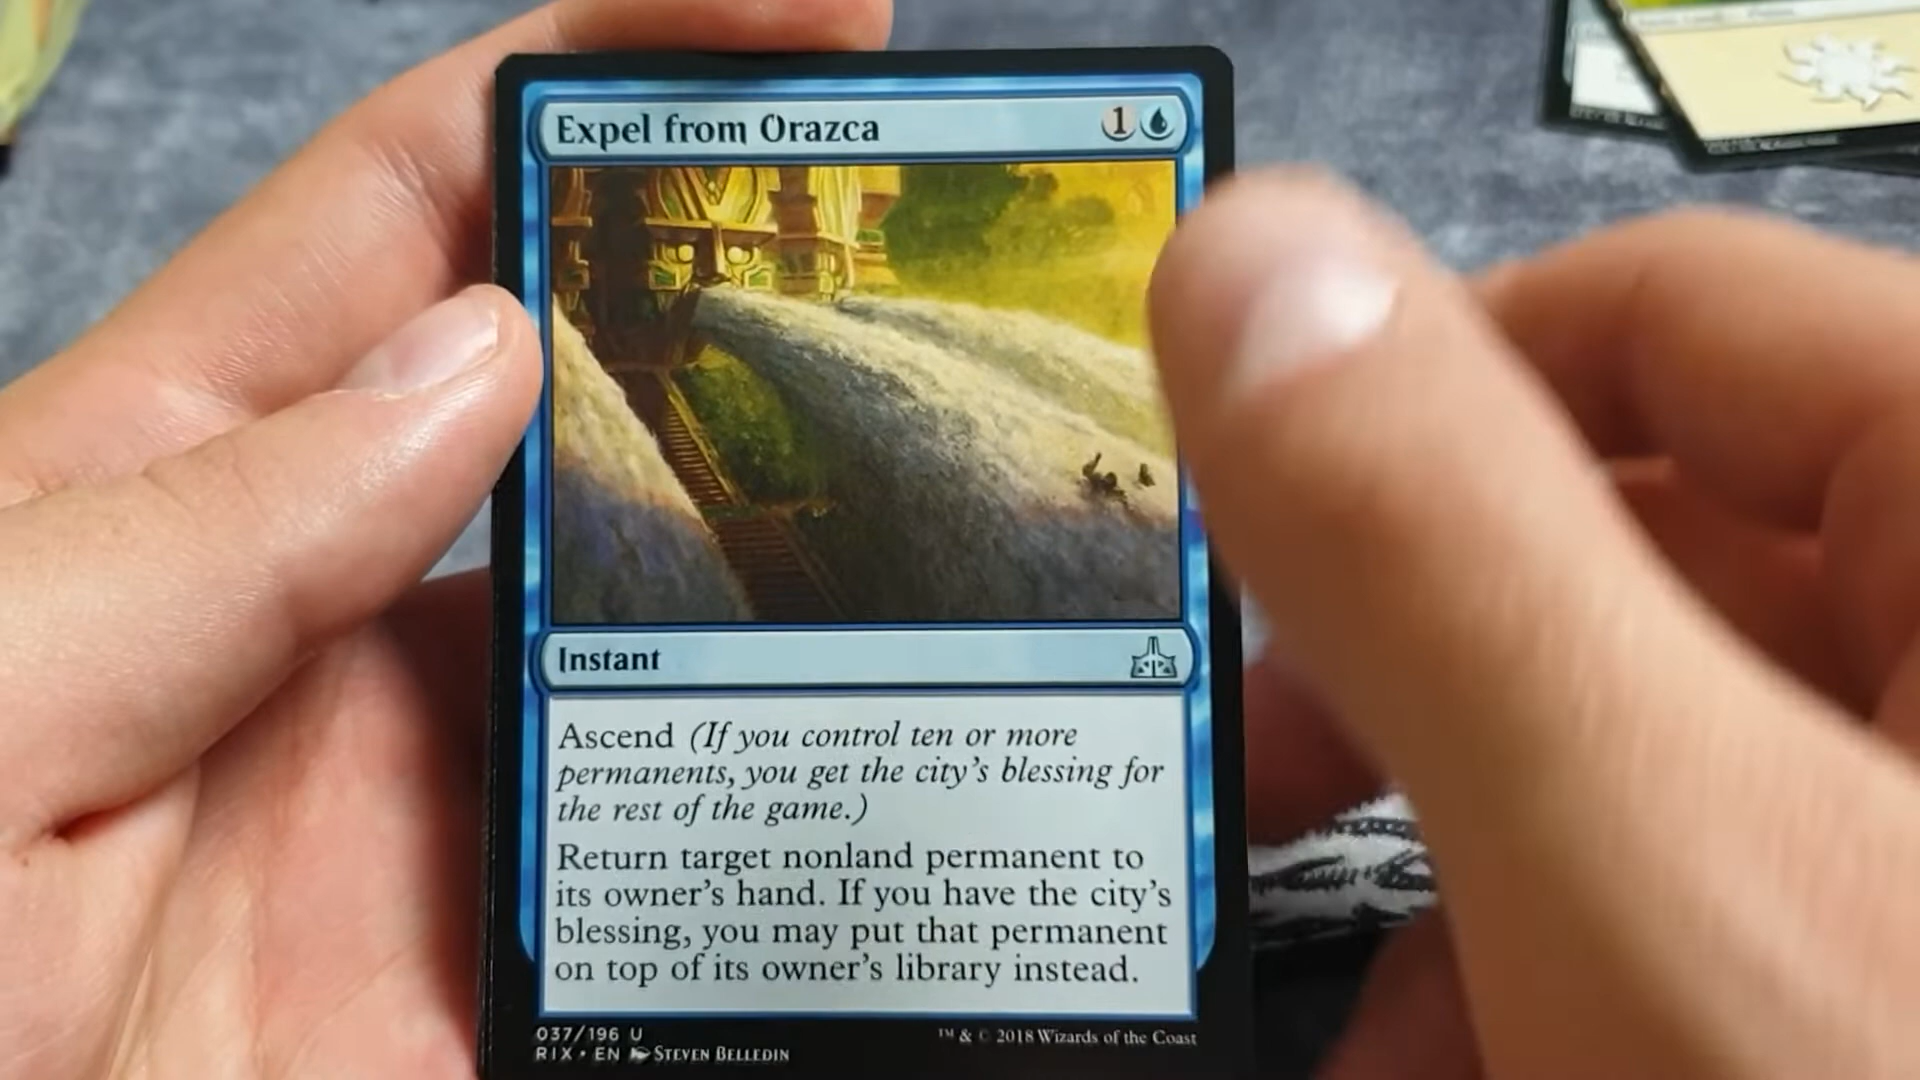 Expel from Orazca 1
Instant
Ascend (If you control ten or more
permanents, you get the city's blessing for
the rest of the game.)
Return target nonland permanent to
its owner's hand. If you have the city's
blessing, you may put that permanent
on top of its owner's library instead.
037/196 U
RIX • EN STEVEN BELLEDIN
™ & © 2018 Wizards of the Coast